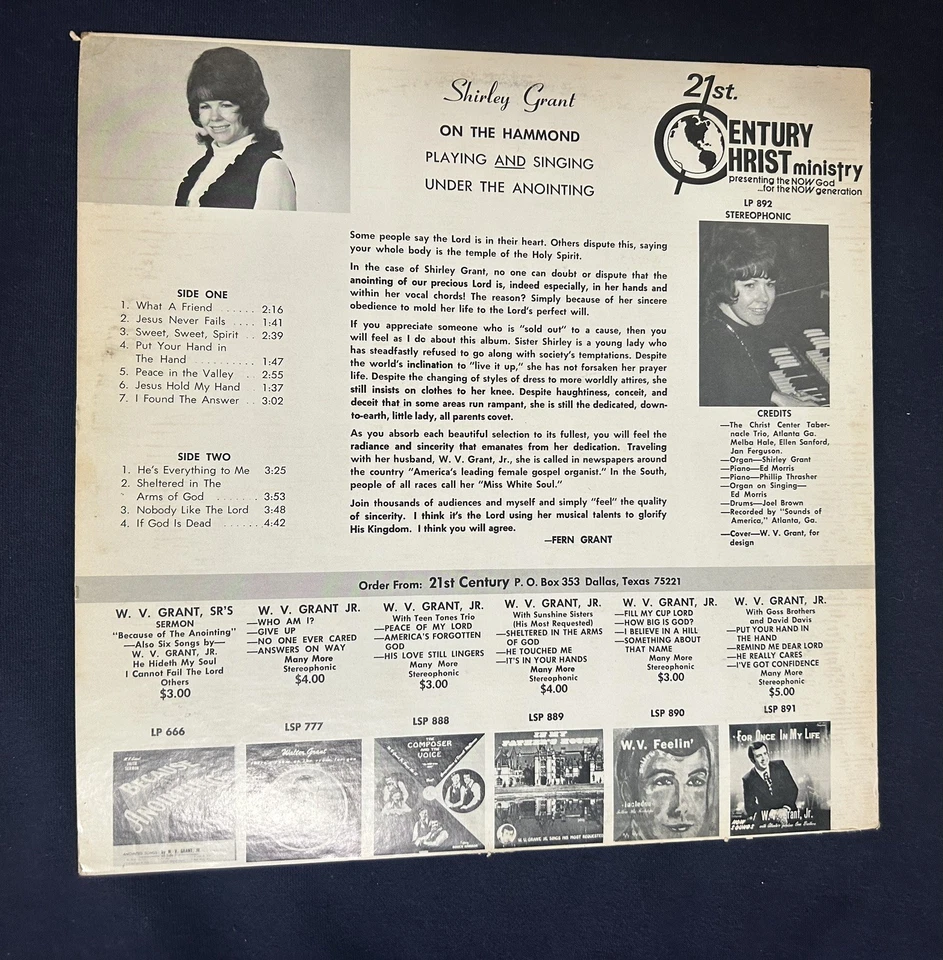 Shirley Grant
ON THE HAMMOND
PLAYING AND SINGING
UNDER THE ANOINTING
21st.
CENTURY
CHRIST ministry
presenting the NOW God
...for the NOW generation
LP 892
STEREOPHONIC
SIDE ONE
1. What A Friend ..... 2:16
2. Jesus Never Fails .... 1:41
3. Sweet, Sweet, Spirit .. 2:39
4. Put Your Hand in
The Hand ......... 1:47
5. Peace in the Valley .. 2:55
6. Jesus Hold My Hand . 1:37
7. I Found The Answer .. 3:02
SIDE TWO
1. He's Everything to Me 3:25
2. Sheltered in The
Arms of God ...... 3:53
3. Nobody Like The Lord 3:48
4. If God Is Dead ...... 4:42
Some people say the Lord is in their heart. Others dispute this, saying
your whole body is the temple of the Holy Spirit.
In the case of Shirley Grant, no one can doubt or dispute that the
anointing of our precious Lord is, indeed especially, in her hands and
within her vocal chords! The reason? Simply because of her sincere
obedience to mold her life to the Lord's perfect will.
If you appreciate someone who is "sold out" to a cause, then you
will feel as I do about this album. Sister Shirley is a young lady who
has steadfastly refused to go along with society's temptations. Despite
the world's inclination to "live it up," she has not forsaken her prayer
life. Despite the changing of styles of dress to more worldly attires, she
still insists on clothes to her knee. Despite haughtiness, conceit, and
deceit that in some areas run rampant, she is still the dedicated, down-
to-earth, little lady, all parents covet.
As you absorb each beautiful selection to its fullest, you will feel the
radiance and sincerity that emanates from her dedication. Traveling
with her husband, W. V. Grant, Jr., she is called in newspapers around
the country "America's leading female gospel organist." In the South,
people of all races call her "Miss White Soul."
Join thousands of audiences and myself and simply "feel" the quality
of sincerity. I think it's the Lord using her musical talents to glorify
His Kingdom. I think you will agree.
—FERN GRANT
CREDITS
—The Christ Center Taber-
nacle Trio, Atlanta Ga.
Melba Hale, Ellen Sanford,
Jan Ferguson.
—Organ—Shirley Grant
—Piano—Ed Morris
—Piano—Phillip Thrasher
—Organ on Singing—
Ed Morris
—Drums—Joel Brown
—Recorded by "Sounds of
America," Atlanta, Ga.
—Cover—W. V. Grant, for
design
Order From: 21st Century P. O. Box 353 Dallas, Texas 75221
W. V. GRANT, SR'S
SERMON
"Because of The Anointing"
—Also Six Songs by—
W. V. GRANT, JR.
He Hideth My Soul
I Cannot Fail The Lord
Others
$3.00
LP 666
W. V. GRANT JR.
—WHO AM I?
—GIVE UP
—NO ONE EVER CARED
—ANSWERS ON WAY
Many More
Stereophonic
$4.00
LSP 777
W. V. GRANT, JR.
With Teen Tones Trio
—PEACE OF MY LORD
—AMERICA'S FORGOTTEN
GOD
—HIS LOVE STILL LINGERS
Many More
Stereophonic
$3.00
LSP 888
W. V. GRANT, JR.
With Sunshine Sisters
(His Most Requested)
—SHELTERED IN THE ARMS
OF GOD
—HE TOUCHED ME
—IT'S IN YOUR HANDS
Many More
Stereophonic
$4.00
LSP 889
W. V. GRANT, JR.
—FILL MY CUP LORD
—HOW BIG IS GOD?
—I BELIEVE IN A HILL
—SOMETHING ABOUT
THAT NAME
Many More
Stereophonic
$3.00
LSP 890
W. V. GRANT, JR.
With Goss Brothers
and David Davis
—PUT YOUR HAND IN
THE HAND
—REMIND ME DEAR LORD
—HE REALLY CARES
—I'VE GOT CONFIDENCE
Many More
Stereophonic
$5.00
LSP 891
BECAUSE
ANOINTING
Walter Grant
THE
COMPOSER
AND THE
VOICE
IN MY
FATHER'S HOUSE
W. V. GRANT, JR. SINGS HIS MOST REQUESTED
W.V. Feelin'
FOR ONCE IN MY LIFE
NOW
SOUNDS
of W. V. Grant, Jr.